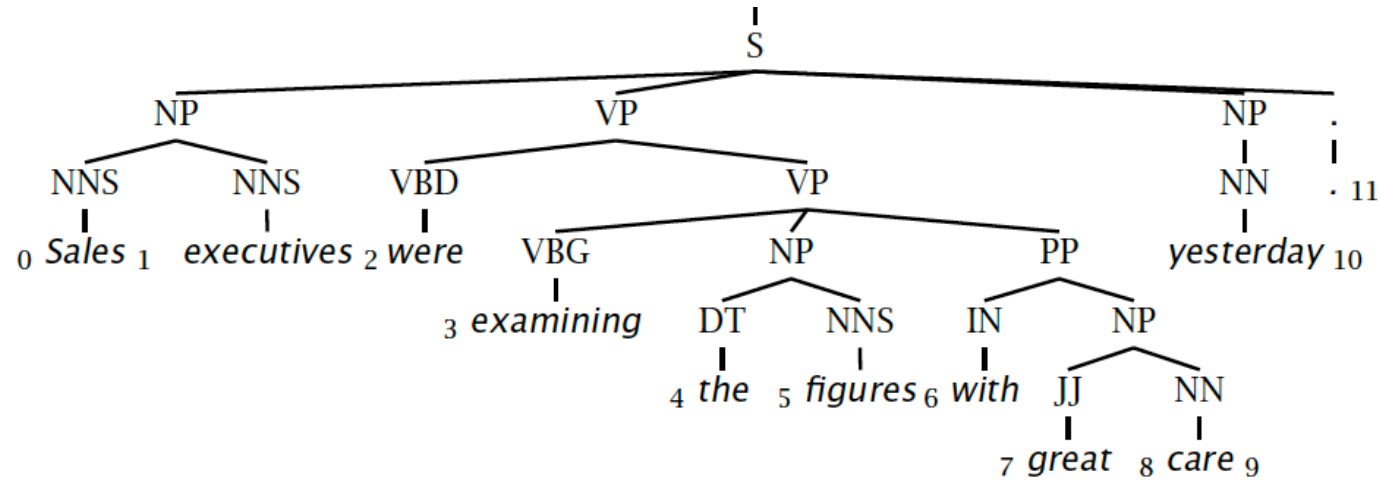 S
NP VP NP .
NNS NNS VBD VP NN . 11
0 Sales 1 executives 2 were VBG NP PP yesterday 10
3 examining DT NNS IN NP
4 the 5 figures 6 with JJ NN
7 great 8 care 9